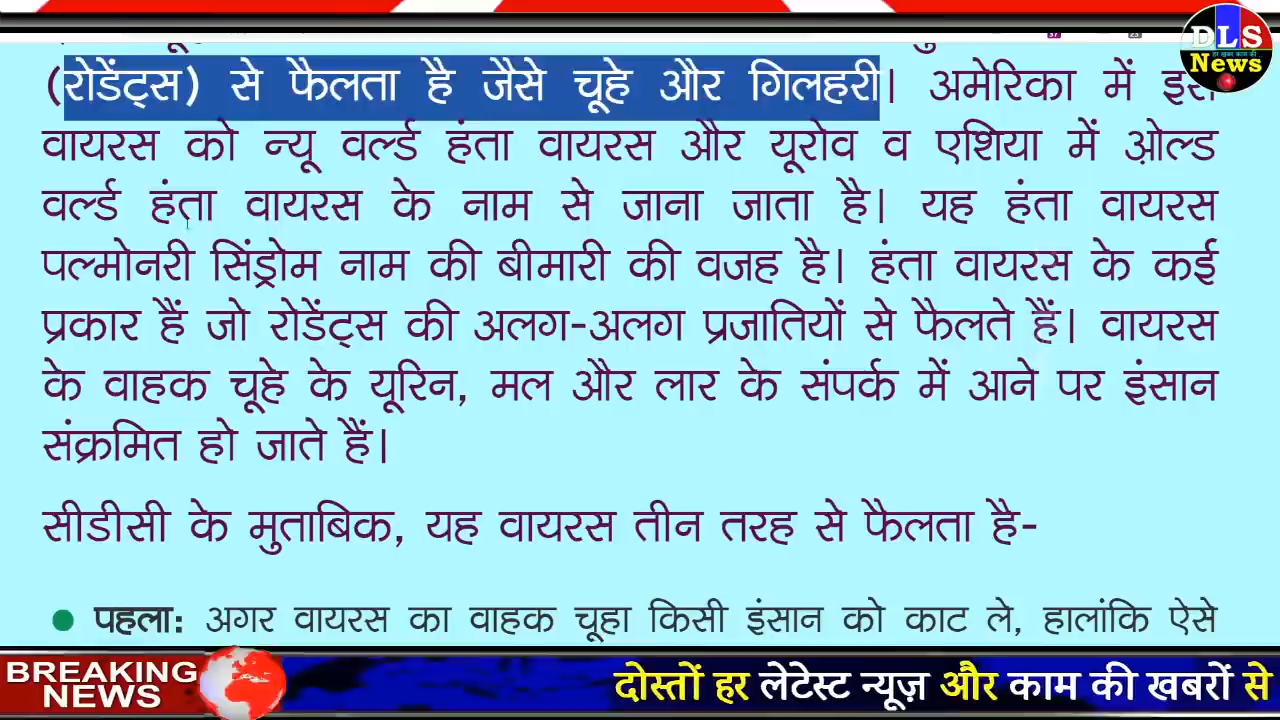 DLS
हर खबर काम की
News
(रोडेंट्स) से फैलता है जैसे चूहे और गिलहरी। अमेरिका में इस
वायरस को न्यू वर्ल्ड हंता वायरस और यूरोव व एशिया में ओ़ल्ड
वर्ल्ड हंता वायरस के नाम से जाना जाता है। यह हंता वायरस
पल्मोनरी सिंड्रोम नाम की बीमारी की वजह है। हंता वायरस के कई
प्रकार हैं जो रोडेंट्स की अलग-अलग प्रजातियों से फैलते हैं। वायरस
के वाहक चूहे के यूरिन, मल और लार के संपर्क में आने पर इंसान
संक्रमित हो जाते हैं।
सीडीसी के मुताबिक, यह वायरस तीन तरह से फैलता है-
पहला: अगर वायरस का वाहक चूहा किसी इंसान को काट ले, हालांकि ऐसे
BREAKING
NEWS
दोस्तों हर लेटेस्ट न्यूज़ और काम की खबरों से